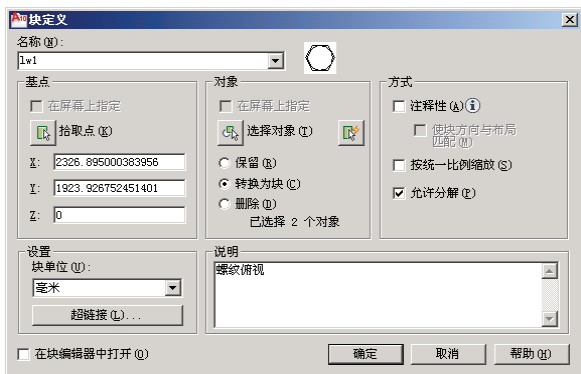 A10 块定义
名称(N):
lw1
基点
在屏幕上指定
拾取点(K)
X: 2326.895000383956
Y: 1923.926752451401
Z: 0
对象
在屏幕上指定
选择对象(T)
保留(R)
转换为块(C)
删除(D)
已选择 2 个对象
方式
注释性(A)
使块方向与布局
匹配(M)
按统一比例缩放(S)
允许分解(P)
设置
块单位(U):
毫米
超链接(L)...
说明
螺纹俯视
在块编辑器中打开(O)
确定
取消
帮助(H)